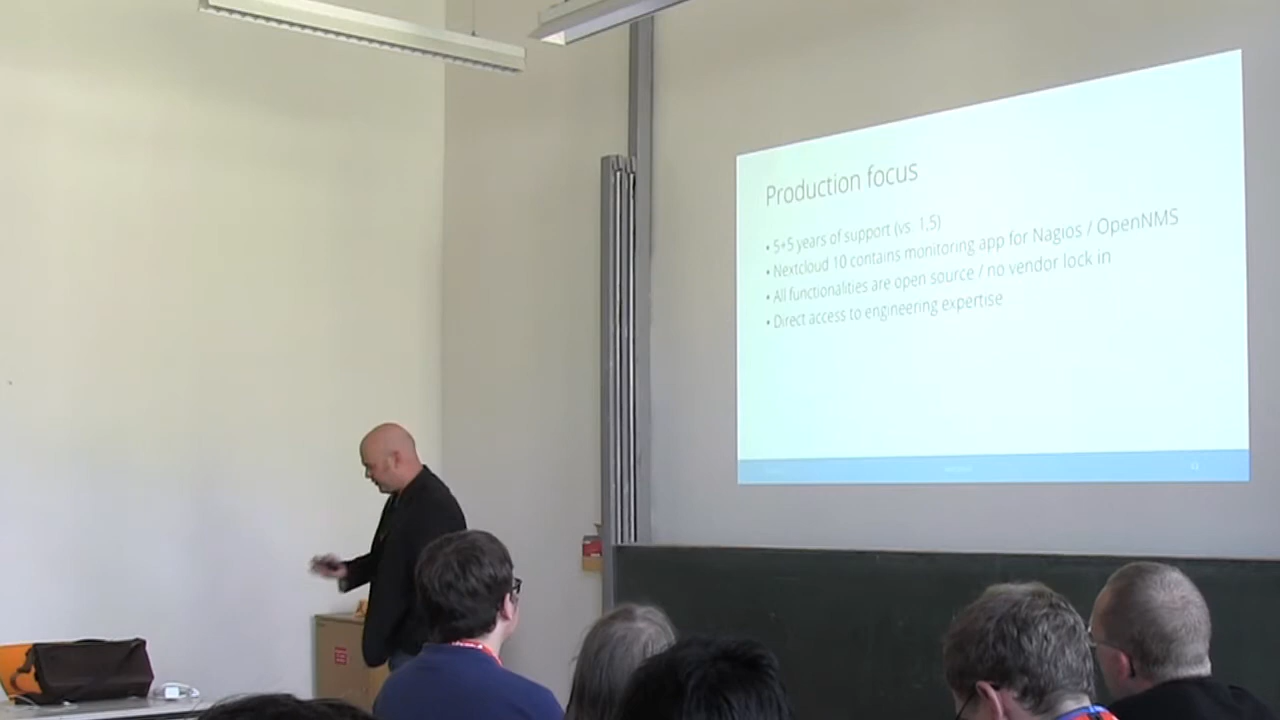 Production focus
• 5+5 years of support (vs. 1,5)
• Nextcloud 10 contains monitoring app for Nagios / OpenNMS
• All functionalities are open source / no vendor lock in
• Direct access to engineering expertise